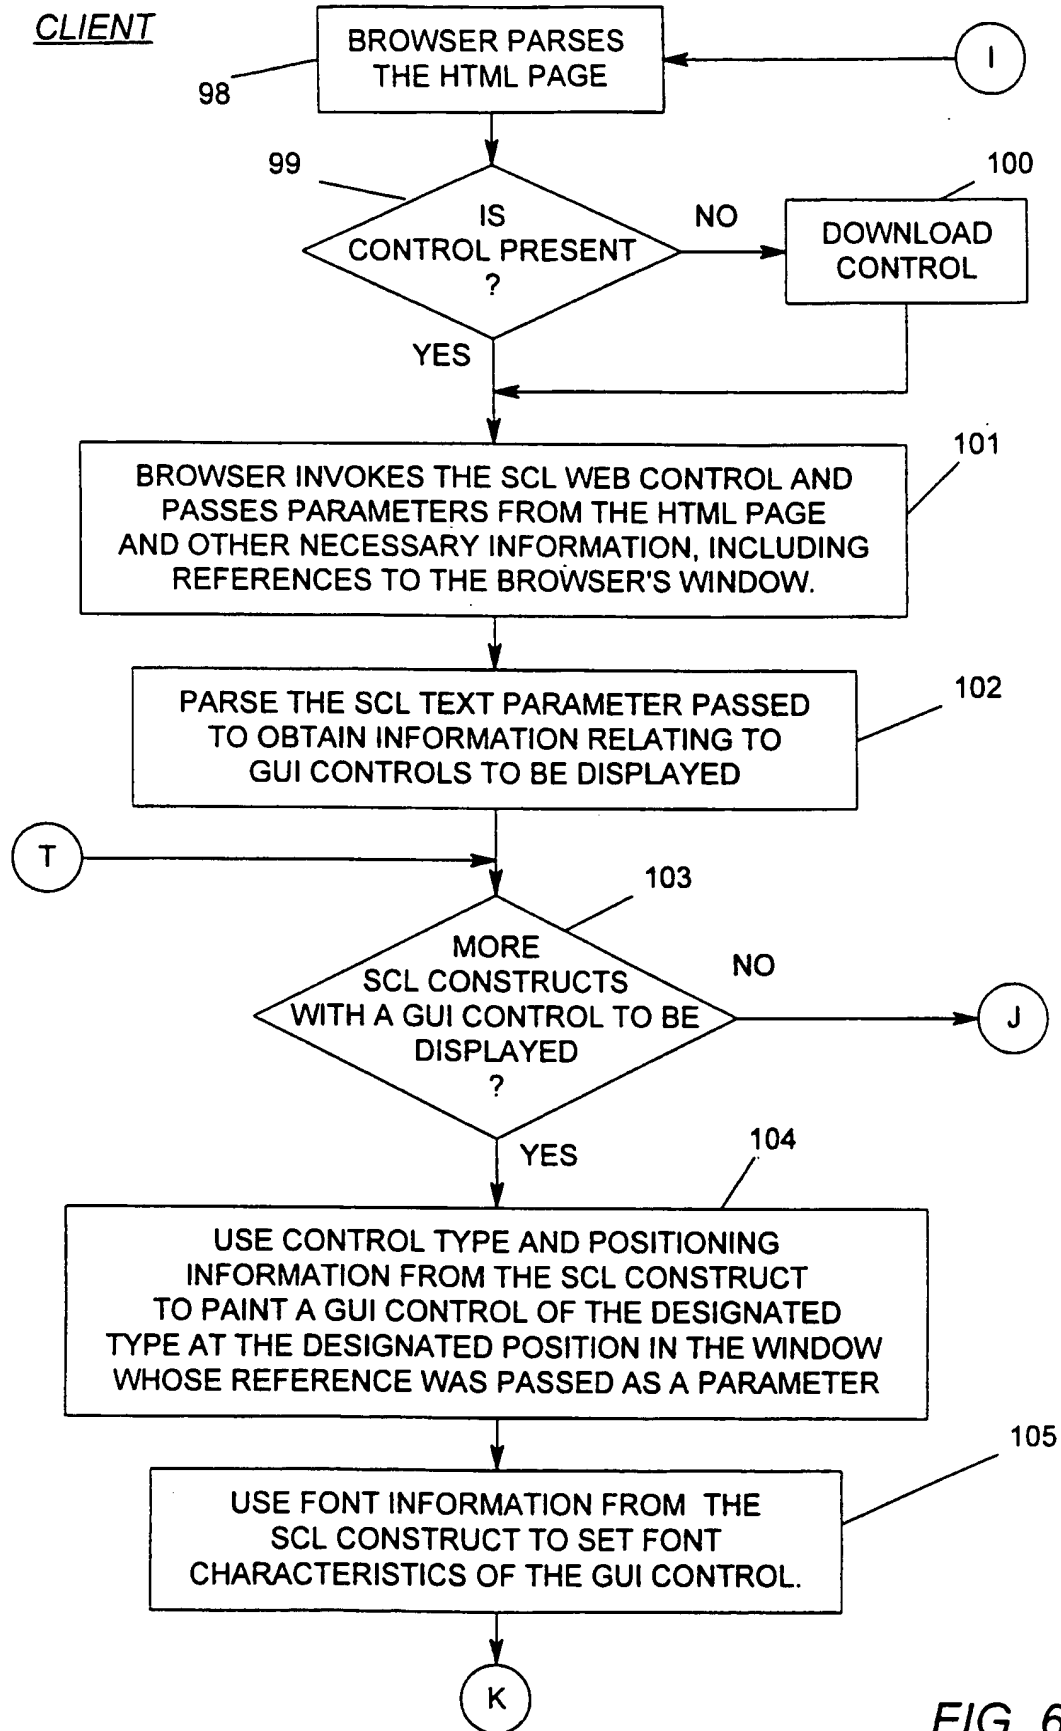 CLIENT
BROWSER PARSES
THE HTML PAGE
I
98
99
100
IS
CONTROL PRESENT
?
NO
DOWNLOAD
CONTROL
YES
101
BROWSER INVOKES THE SCL WEB CONTROL AND
PASSES PARAMETERS FROM THE HTML PAGE
AND OTHER NECESSARY INFORMATION, INCLUDING
REFERENCES TO THE BROWSER'S WINDOW.
102
PARSE THE SCL TEXT PARAMETER PASSED
TO OBTAIN INFORMATION RELATING TO
GUI CONTROLS TO BE DISPLAYED
T
103
MORE
SCL CONSTRUCTS
WITH A GUI CONTROL TO BE
DISPLAYED
?
NO
J
YES
104
USE CONTROL TYPE AND POSITIONING
INFORMATION FROM THE SCL CONSTRUCT
TO PAINT A GUI CONTROL OF THE DESIGNATED
TYPE AT THE DESIGNATED POSITION IN THE WINDOW
WHOSE REFERENCE WAS PASSED AS A PARAMETER
105
USE FONT INFORMATION FROM THE
SCL CONSTRUCT TO SET FONT
CHARACTERISTICS OF THE GUI CONTROL.
K
FIG. 6